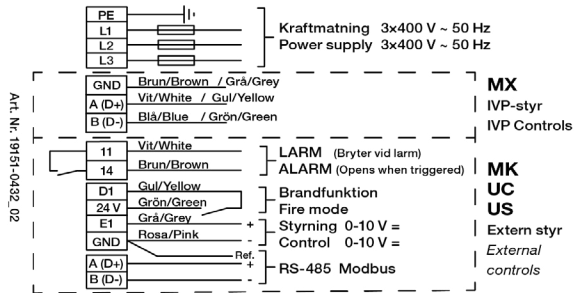 PE
L1
L2
L3
Kraftmatning 3x400 V ~ 50 Hz
Power supply 3x400 V ~ 50 Hz
GND Brun/Brown / Grå/Grey
A (D+) Vit/White / Gul/Yellow
B (D-) Blå/Blue / Grön/Green
MX
IVP-styr
IVP Controls
Art. Nr. 19151-0432_02
11 Vit/White
14 Brun/Brown
LARM (Bryter vid larm)
ALARM (Opens when triggered)
D1 Gul/Yellow
24 V Grön/Green
Brandfunktion
Fire mode
E1 Grå/Grey +
GND Rosa/Pink -
Styrning 0-10 V =
Control 0-10 V =
Ref.
A (D+) +
B (D-) -
RS-485 Modbus
MK
UC
US
Extern styr
External
controls